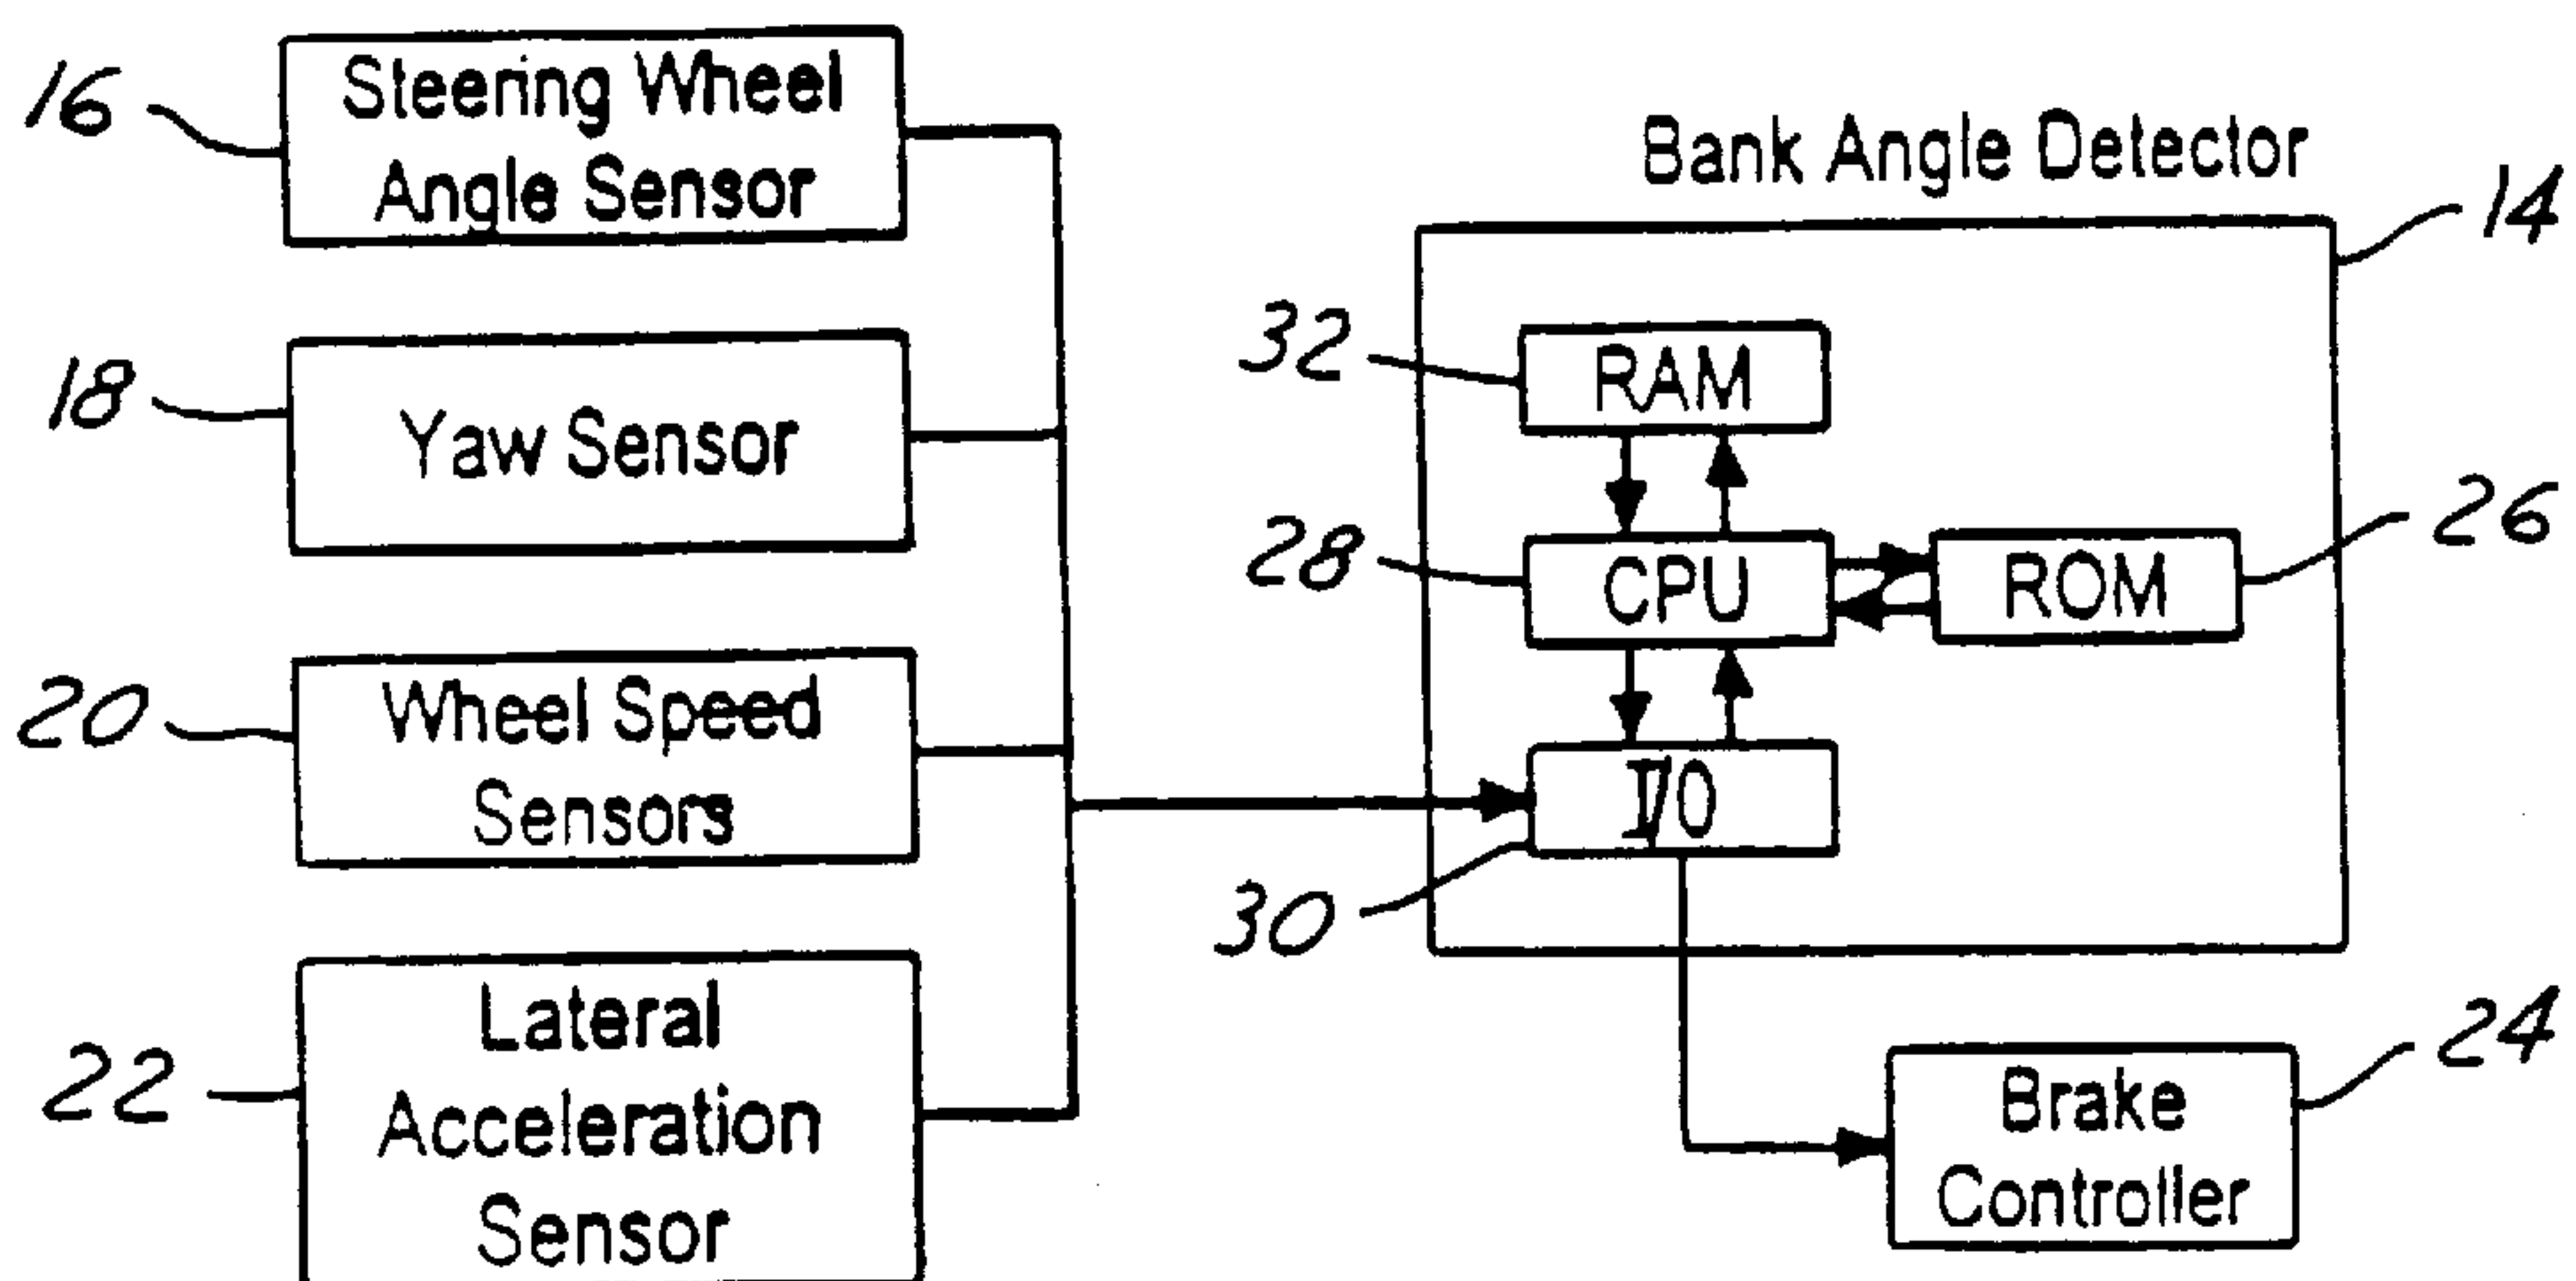 16
Steering Wheel
Angle Sensor
18
Yaw Sensor
20
Wheel Speed
Sensors
22
Lateral
Acceleration
Sensor
Bank Angle Detector
14
32
RAM
28
CPU
ROM
26
I/O
30
Brake
Controller
24